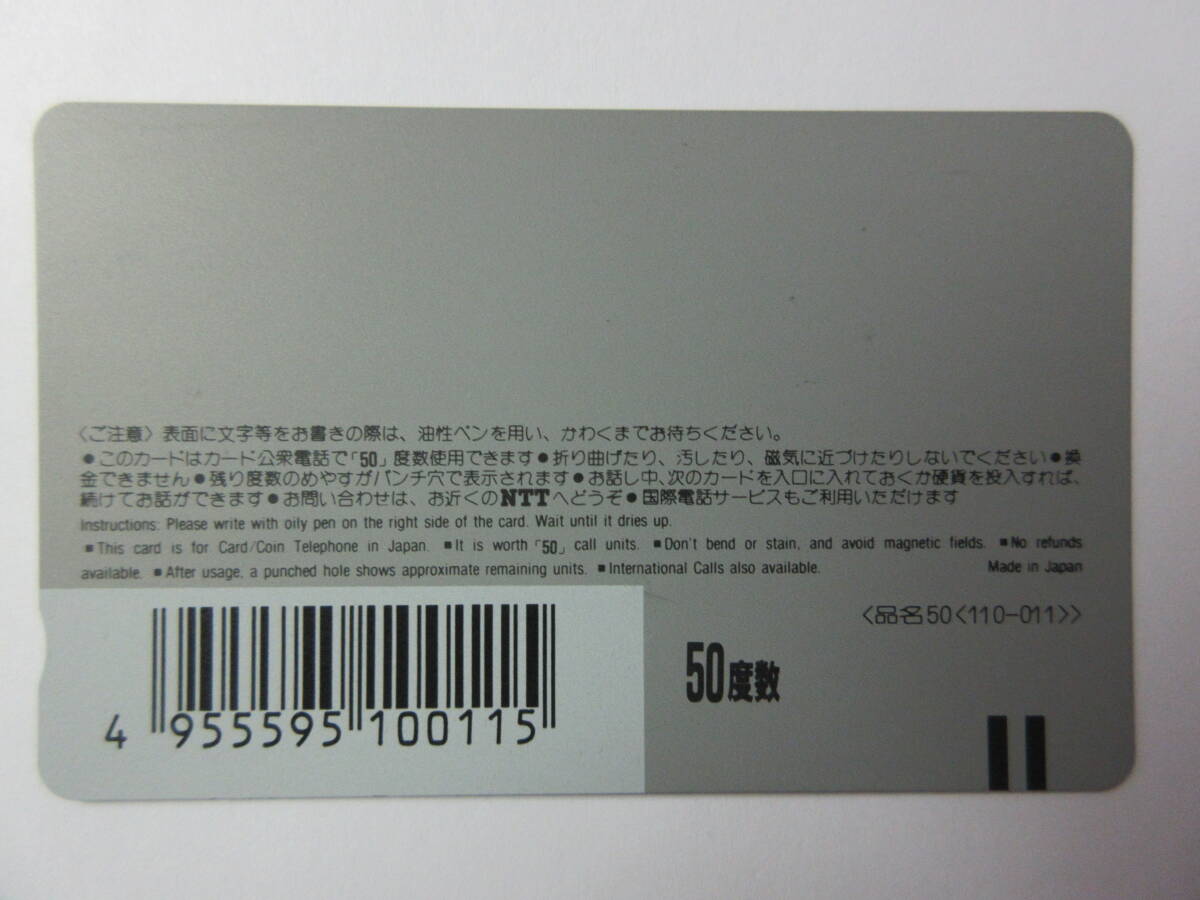 〈ご注意〉表面に文字等をお書きの際は、油性ペンを用い、かわくまでお待ちください。
●このカードはカード公衆電話で「50」度数使用できます●折り曲げたり、汚したり、磁気に近づけたりしないでください●換
金できません●残り度数のめやすがパンチ穴で表示されます●お話し中、次のカードを入口に入れておくか硬貨を投入すれば、
続けてお話ができます●お問い合わせは、お近くのNTTへどうぞ●国際電話サービスもご利用いただけます
Instructions: Please write with oily pen on the right side of the card. Wait until it dries up.
■This card is for Card/Coin Telephone in Japan. ■It is worth「50」call units. ■Don't bend or stain, and avoid magnetic fields. ■No refunds
available. ■After usage, a punched hole shows approximate remaining units. ■International Calls also available. Made in Japan
〈品名50〈110-011〉〉
50度数
4 955595 100115